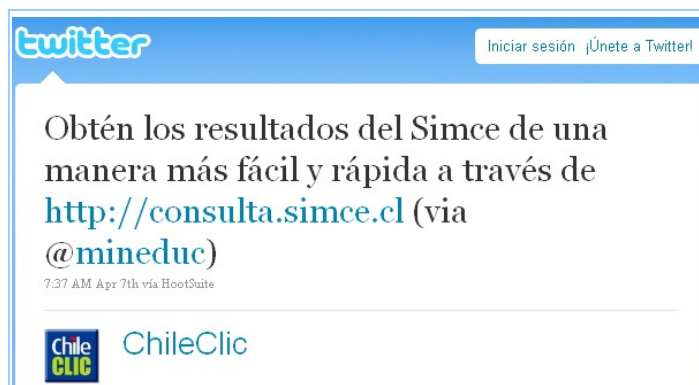 twitter
Iniciar sesión ¡Únete a Twitter!
Obtén los resultados del Simce de una
manera más fácil y rápida a través de
http://consulta.simce.cl (via
@mineduc)
7:37 AM Apr 7th vía HootSuite
Chile
CLIC
ChileClic